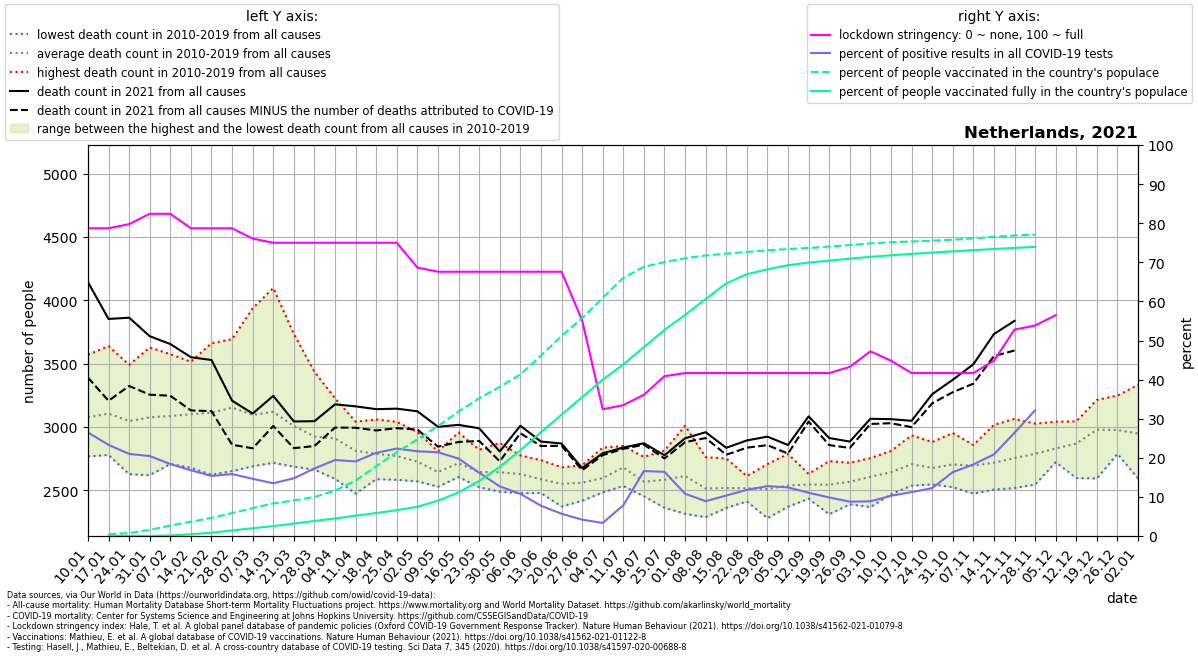 left Y axis:
lowest death count in 2010-2019 from all causes
average death count in 2010-2019 from all causes
highest death count in 2010-2019 from all causes
death count in 2021 from all causes
death count in 2021 from all causes MINUS the number of deaths attributed to COVID-19
range between the highest and the lowest death count from all causes in 2010-2019
right Y axis:
lockdown stringency: 0 ~ none, 100 ~ full
percent of positive results in all COVID-19 tests
percent of people vaccinated in the country's populace
percent of people vaccinated fully in the country's populace
Netherlands, 2021
number of people
5000
4500
4000
3500
3000
2500
100
90
80
70
60
50
40
30
20
10
0
percent
10.01 17.01 24.01 31.01 07.02 14.02 21.02 28.02 07.03 14.03 21.03 28.03 04.04 11.04 18.04 25.04 02.05 09.05 16.05 23.05 30.05 06.06 13.06 20.06 27.06 04.07 11.07 18.07 25.07 01.08 08.08 15.08 22.08 29.08 05.09 12.09 19.09 26.09 03.10 10.10 17.10 24.10 31.10 07.11 14.11 21.11 28.11 05.12 12.12 19.12 26.12 02.01
date
Data sources, via Our World in Data (https://ourworldindata.org, https://github.com/owid/covid-19-data):
- All-cause mortality: Human Mortality Database Short-term Mortality Fluctuations project. https://www.mortality.org and World Mortality Dataset. https://github.com/akarlinsky/world_mortality
- COVID-19 mortality: Center for Systems Science and Engineering at Johns Hopkins University. https://github.com/CSSEGISandData/COVID-19
- Lockdown stringency index: Hale, T. et al. A global panel database of pandemic policies (Oxford COVID-19 Government Response Tracker). Nature Human Behaviour (2021). https://doi.org/10.1038/s41562-021-01079-8
- Vaccinations: Mathieu, E. et al. A global database of COVID-19 vaccinations. Nature Human Behaviour (2021). https://doi.org/10.1038/s41562-021-01122-8
- Testing: Hasell, J., Mathieu, E., Beltekian, D. et al. A cross-country database of COVID-19 testing. Sci Data 7, 345 (2020). https://doi.org/10.1038/s41597-020-00688-8